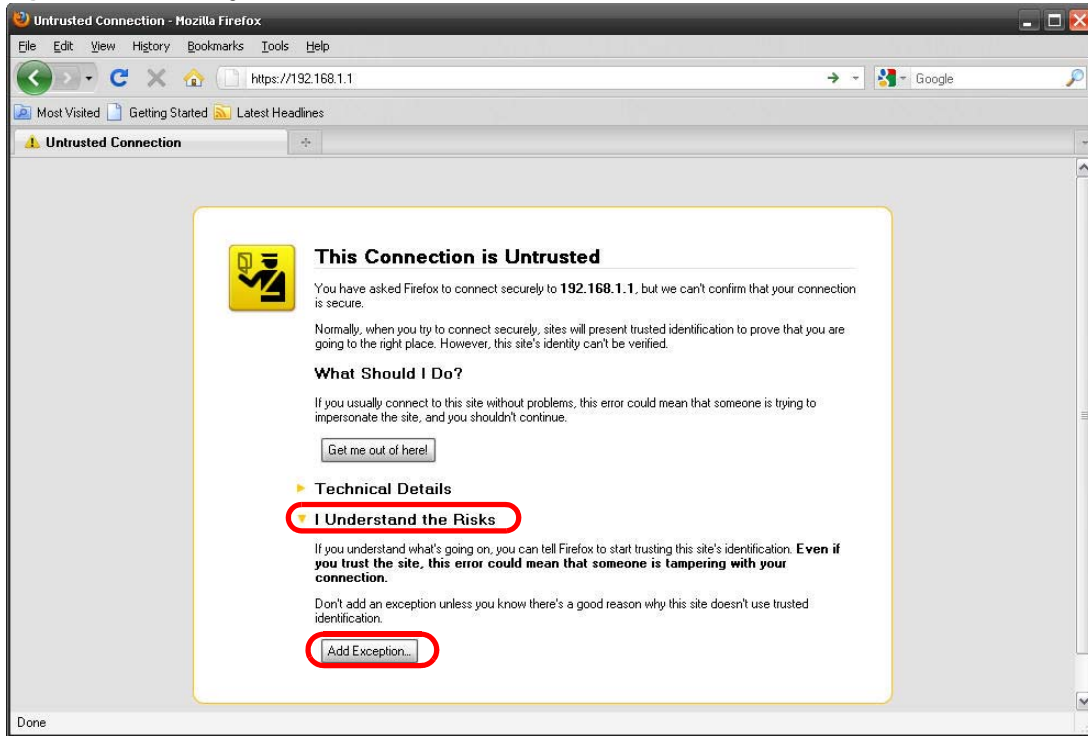 Untrusted Connection - Mozilla Firefox
File Edit View History Bookmarks Tools Help
https://192.168.1.1
Google
Most Visited Getting Started Latest Headlines
Untrusted Connection
This Connection is Untrusted
You have asked Firefox to connect securely to 192.168.1.1, but we can't confirm that your connection
is secure.
Normally, when you try to connect securely, sites will present trusted identification to prove that you are
going to the right place. However, this site's identity can't be verified.
What Should I Do?
If you usually connect to this site without problems, this error could mean that someone is trying to
impersonate the site, and you shouldn't continue.
Get me out of here!
Technical Details
I Understand the Risks
If you understand what's going on, you can tell Firefox to start trusting this site's identification. Even if
you trust the site, this error could mean that someone is tampering with your
connection.
Don't add an exception unless you know there's a good reason why this site doesn't use trusted
identification.
Add Exception...
Done